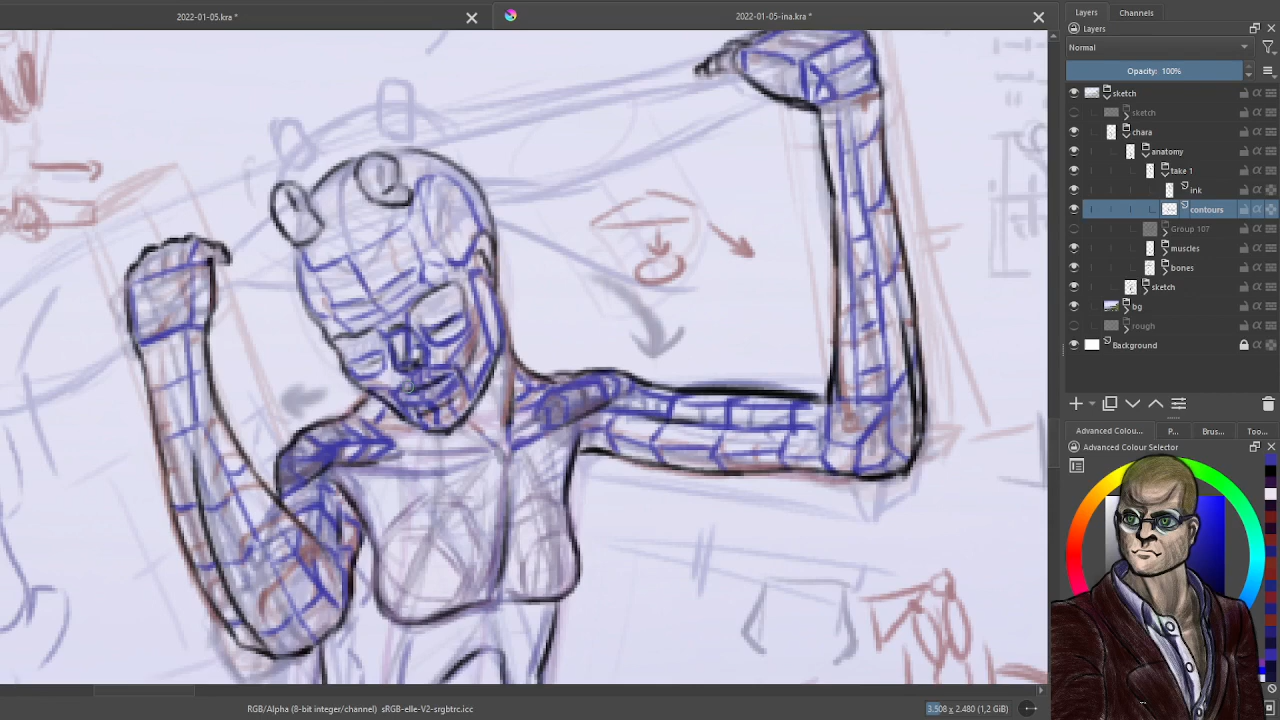 2022-01-05.kra *
2022-01-05-ina.kra *
Layers
Channels
Layers
Normal
Opacity: 100%
sketch
sketch
chara
anatomy
take 1
ink
contours
Group 107
muscles
bones
sketch
bg
rough
Background
Advanced Colou...
P...
Brus...
Too...
Advanced Colour Selector
RGB/Alpha (8-bit integer/channel) sRGB-elle-V2-srgbtrc.icc
3.508 x 2.480 (1,2 GiB)